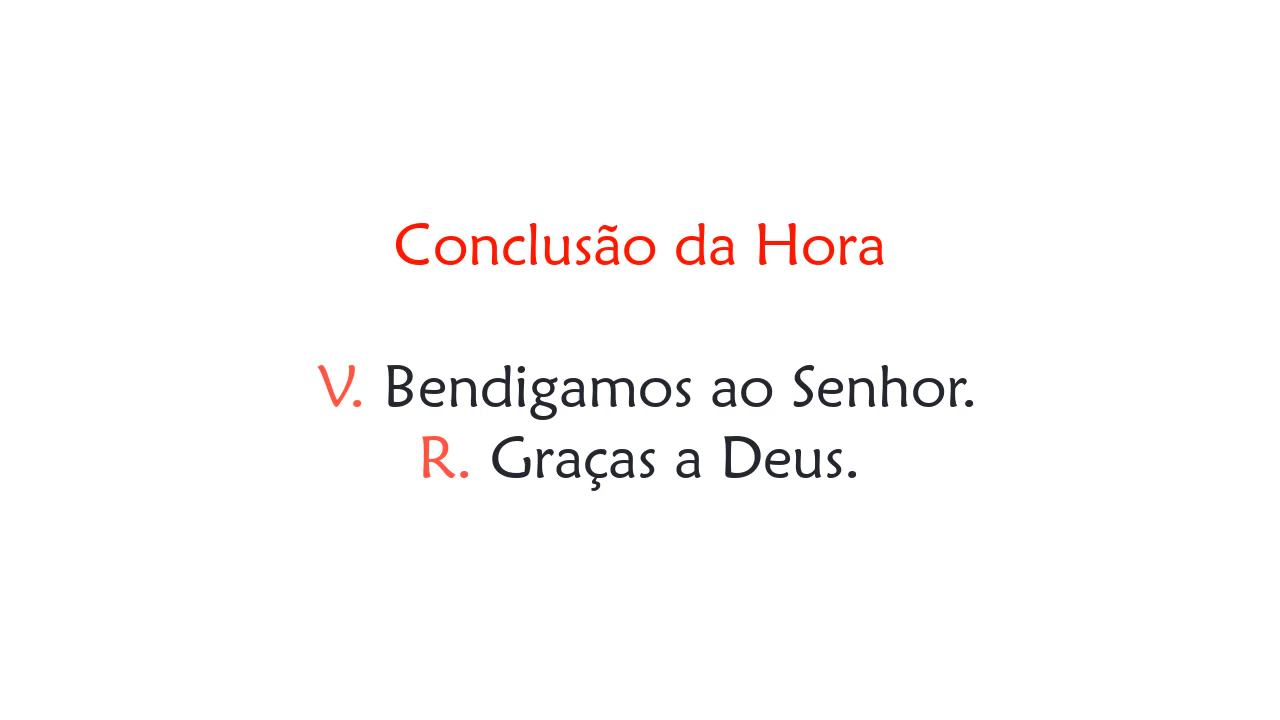 Conclusão da Hora
V. Bendigamos ao Senhor.
R. Graças a Deus.